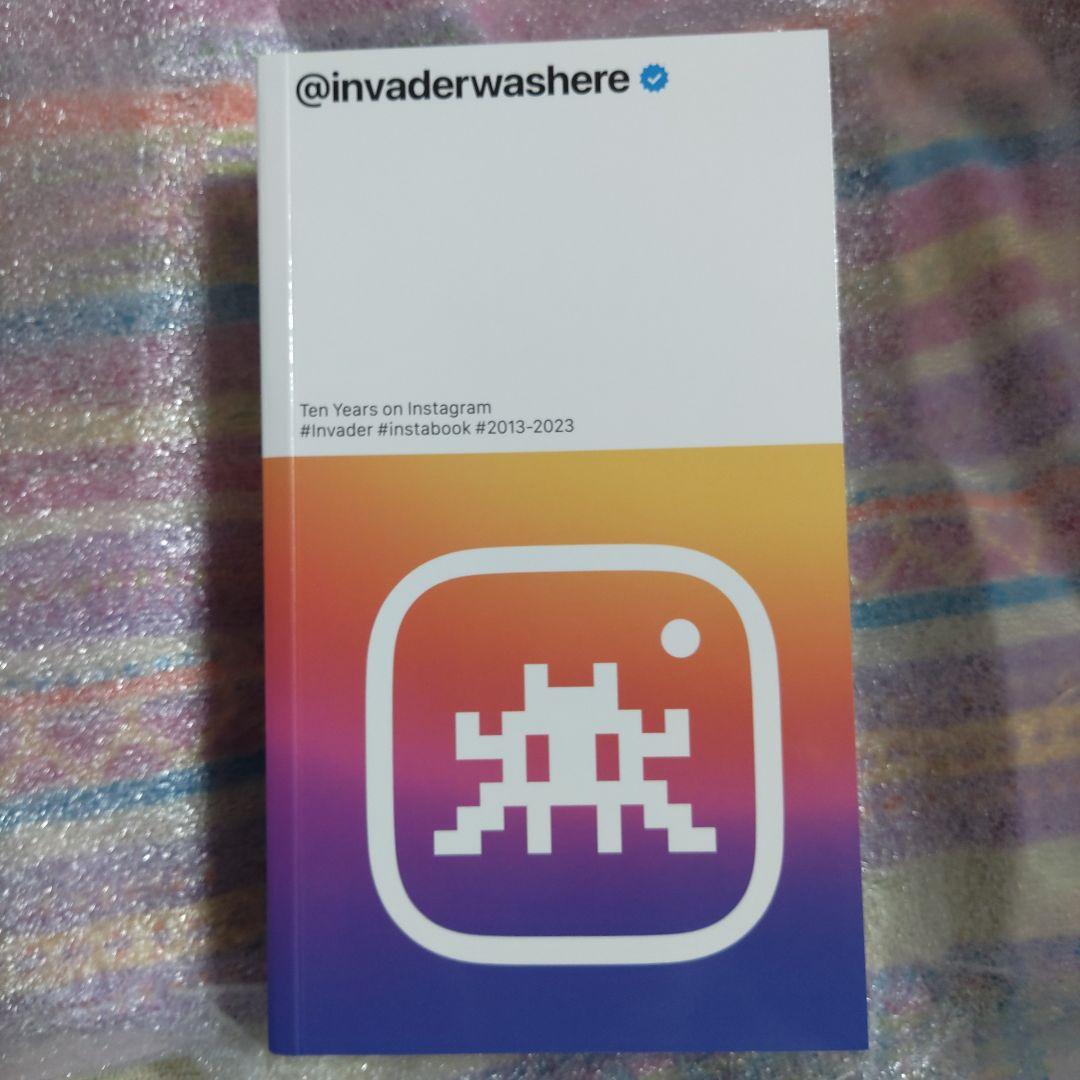 @invaderwashere
Ten Years on Instagram
#Invader #instabook #2013-2023